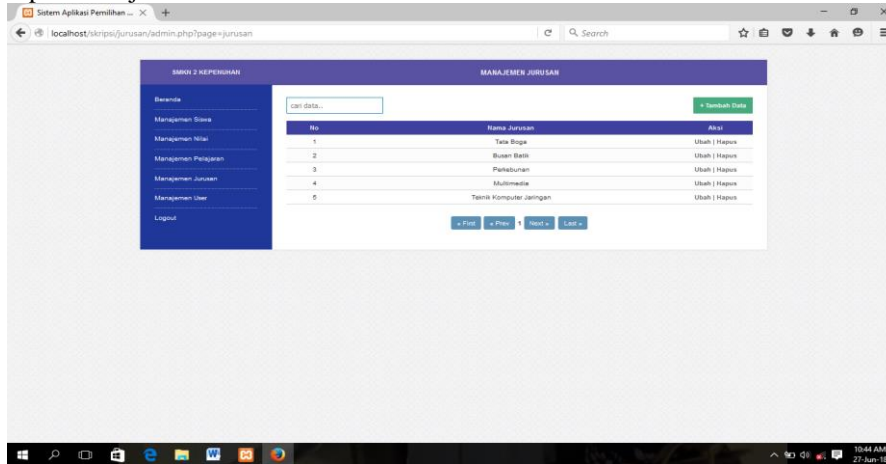 Sistem Aplikasi Pemilihan ...
localhost/skripsi/jurusan/admin.php?page=jurusan
Search
SMKN 2 KEPENUHAN
MANAJEMEN JURUSAN
Beranda
Manajemen Siswa
Manajemen Nilai
Manajemen Pelajaran
Manajemen Jurusan
Manajemen User
Logout
cari data...
+ Tambah Data
No Nama Jurusan Aksi
1 Tata Boga Ubah | Hapus
2 Busan Batik Ubah | Hapus
3 Perkebunan Ubah | Hapus
4 Multimedia Ubah | Hapus
5 Teknik Komputer Jaringan Ubah | Hapus
« First « Prev 1 Next » Last »
10:44 AM
27-Jun-18